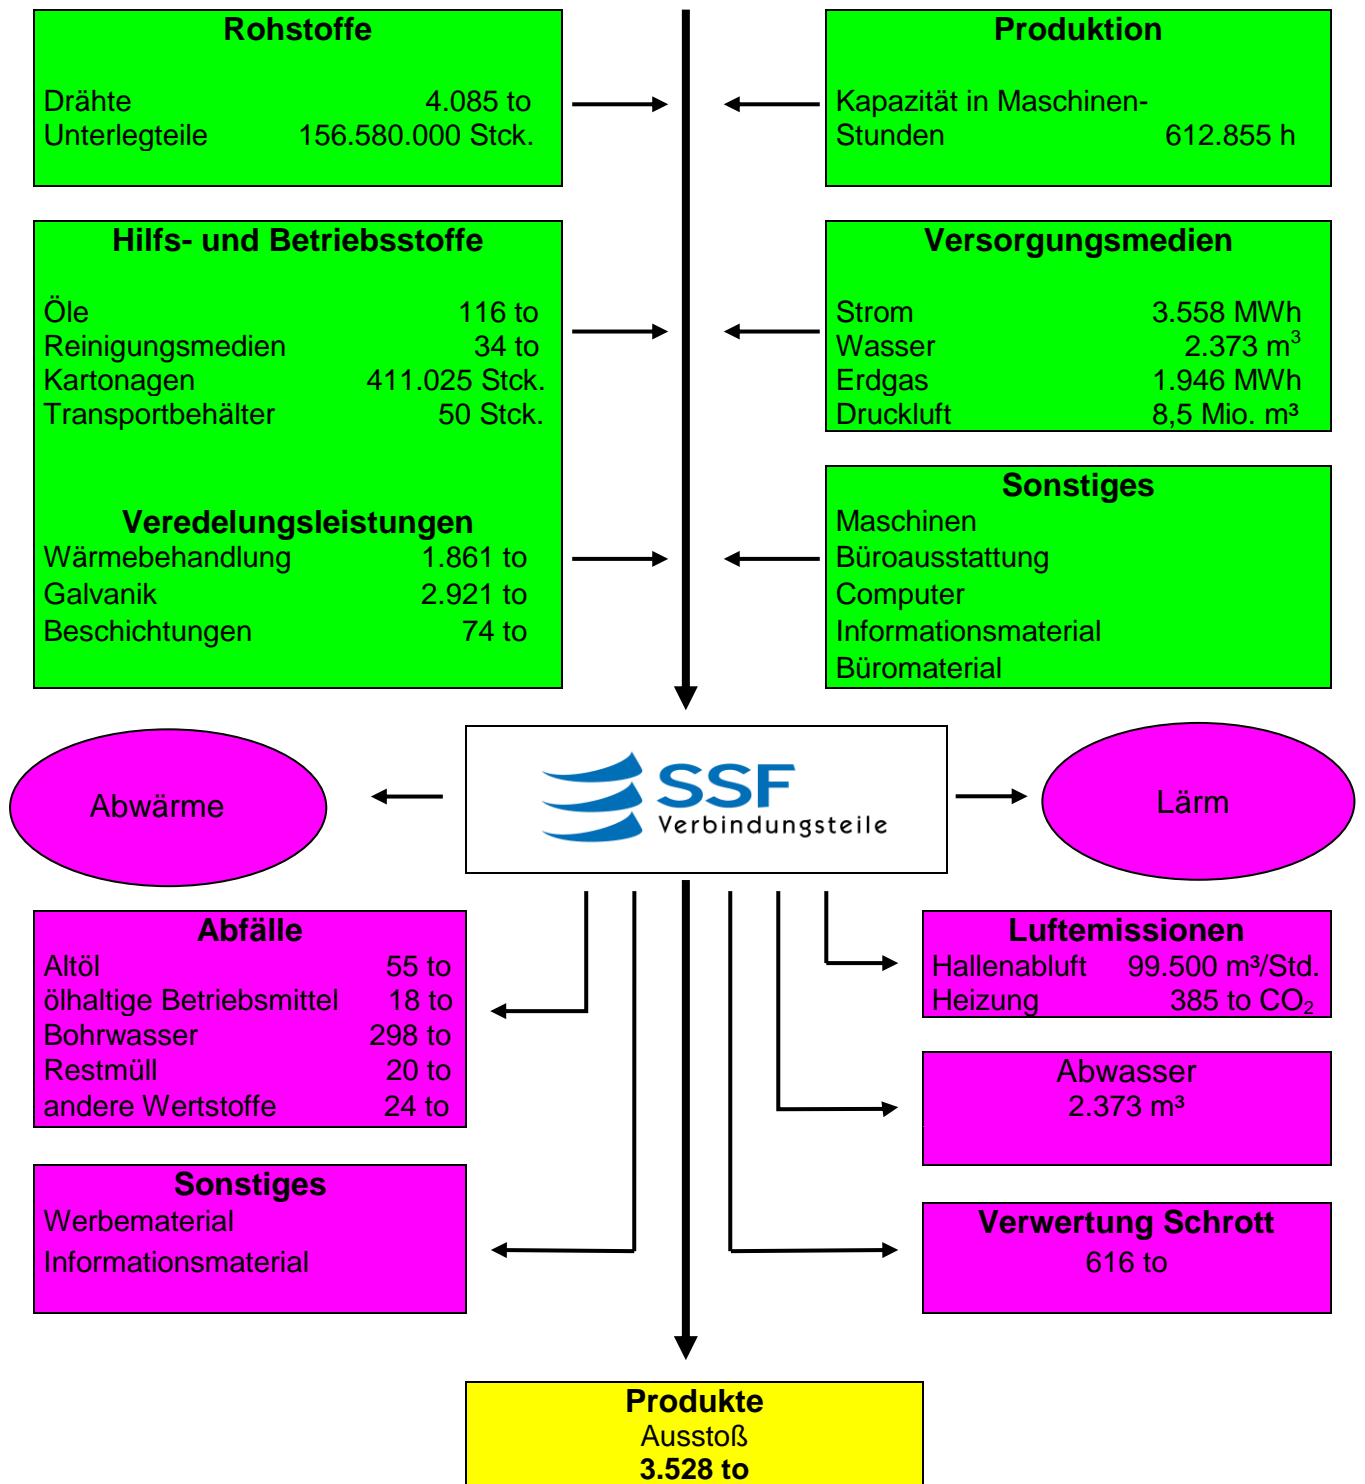 Rohstoffe
Drähte 4.085 to
Unterlegteile 156.580.000 Stck.
Produktion
Kapazität in Maschinen-
Stunden 612.855 h
Hilfs- und Betriebsstoffe
Öle 116 to
Reinigungsmedien 34 to
Kartonagen 411.025 Stck.
Transportbehälter 50 Stck.
Veredelungsleistungen
Wärmebehandlung 1.861 to
Galvanik 2.921 to
Beschichtungen 74 to
Versorgungsmedien
Strom 3.558 MWh
Wasser 2.373 m³
Erdgas 1.946 MWh
Druckluft 8,5 Mio. m³
Sonstiges
Maschinen
Büroausstattung
Computer
Informationsmaterial
Büromaterial
Abwärme
SSF
Verbindungsteile
Lärm
Abfälle
Altöl 55 to
ölhaltige Betriebsmittel 18 to
Bohrwasser 298 to
Restmüll 20 to
andere Wertstoffe 24 to
Luftemissionen
Hallenabluft 99.500 m³/Std.
Heizung 385 to CO₂
Abwasser
2.373 m³
Sonstiges
Werbematerial
Informationsmaterial
Verwertung Schrott
616 to
Produkte
Ausstoß
3.528 to